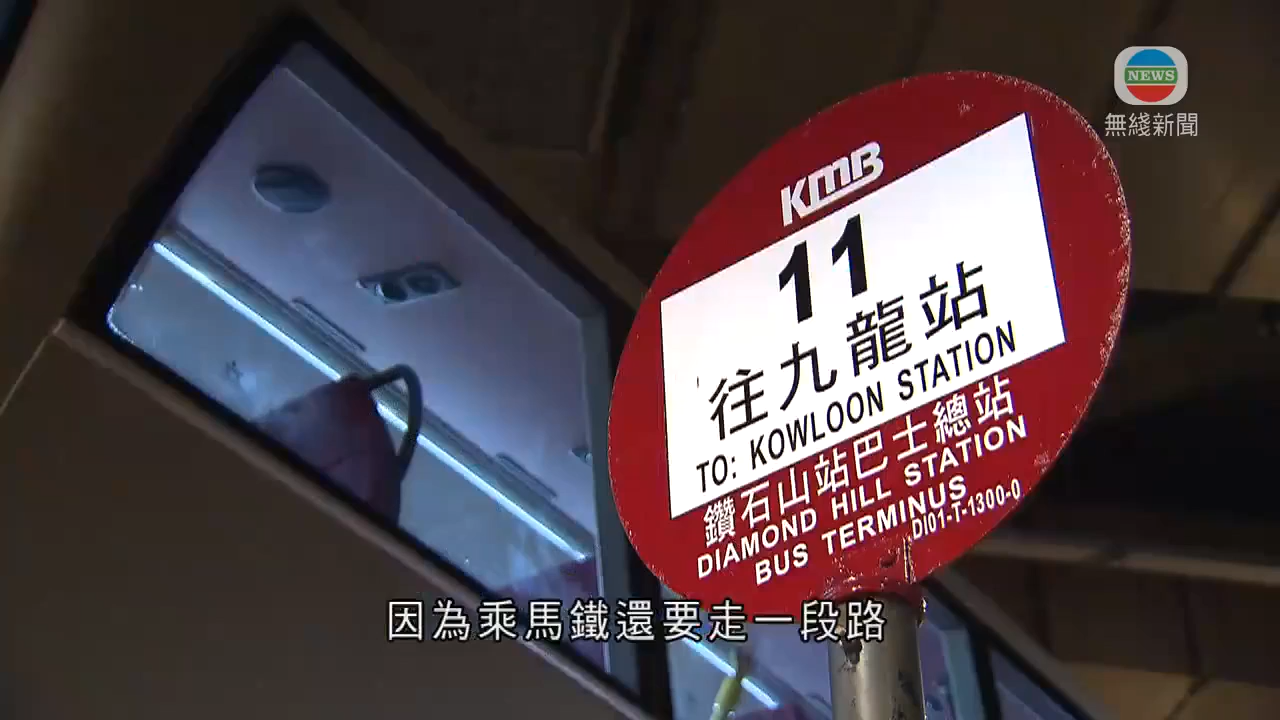 NEWS
無綫新聞
KMB
11
往九龍站
TO: KOWLOON STATION
鑽石山站巴士總站
DIAMOND HILL STATION
BUS TERMINUS
DI01-T-1300-0
因為乘馬鐵還要走一段路